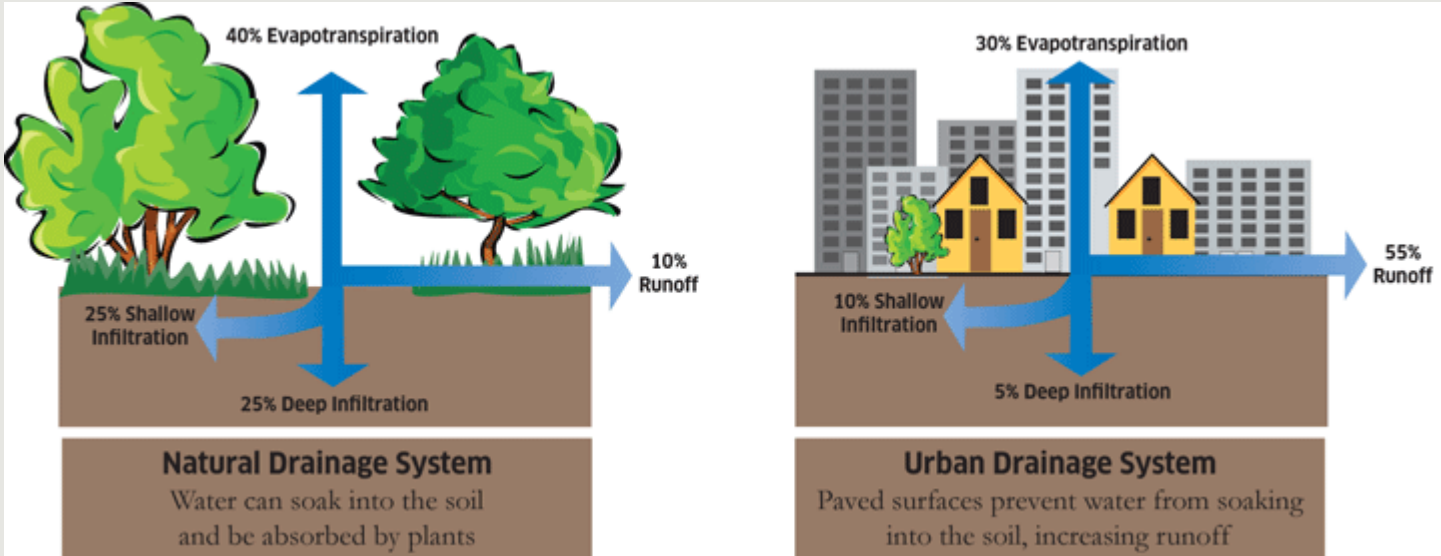 40% Evapotranspiration
10%
Runoff
25% Shallow
Infiltration
25% Deep Infiltration
Natural Drainage System
Water can soak into the soil
and be absorbed by plants
30% Evapotranspiration
55%
Runoff
10% Shallow
Infiltration
5% Deep Infiltration
Urban Drainage System
Paved surfaces prevent water from soaking
into the soil, increasing runoff